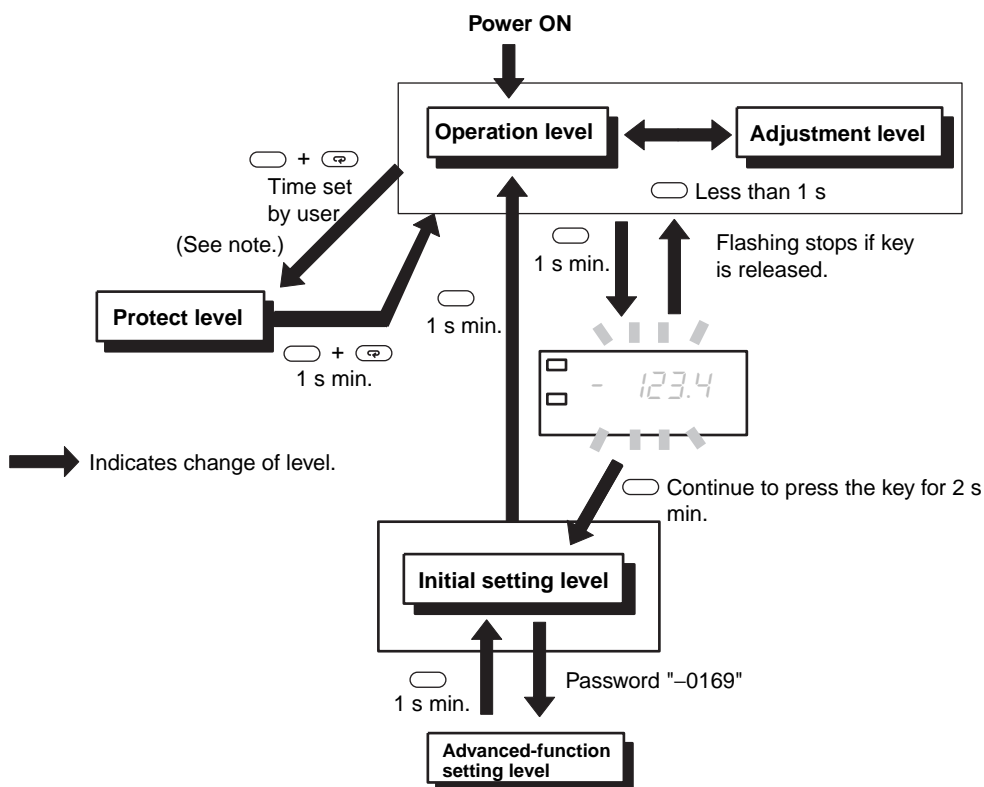 Power ON
Operation level
Adjustment level
+
Time set
by user
(See note.)
Less than 1 s
1 s min.
Flashing stops if key
is released.
Protect level
1 s min.
+
1 s min.
- 123.4
Indicates change of level.
Continue to press the key for 2 s
min.
Initial setting level
1 s min.
Password "–0169"
Advanced-function
setting level